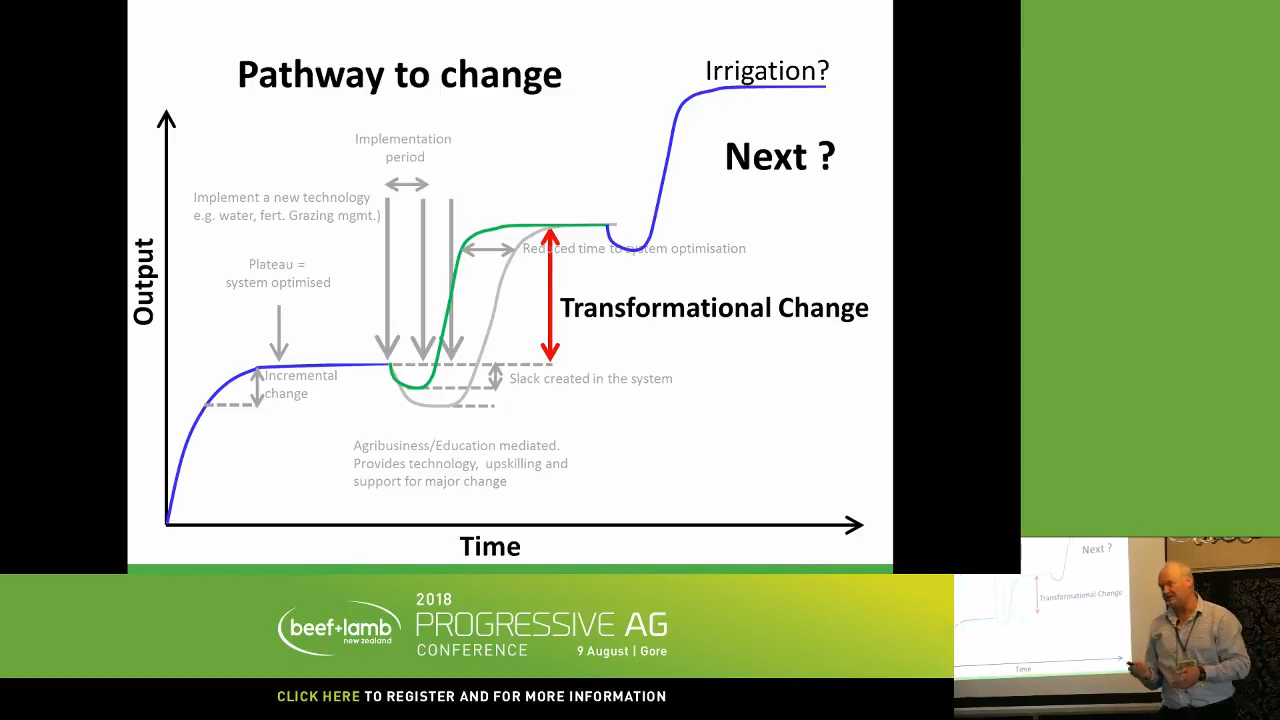 Pathway to change
Irrigation?
Next ?
Implementation
period
Implement a new technology
e.g. water, fert. Grazing mgmt.)
Reduced time to system optimisation
Plateau =
system optimised
Output
Transformational Change
Incremental
change
Slack created in the system
Agribusiness/Education mediated.
Provides technology, upskilling and
support for major change
Time
beef+lamb
new zealand
2018
PROGRESSIVE AG
CONFERENCE
9 August | Gore
CLICK HERE TO REGISTER AND FOR MORE INFORMATION
Next ?
Transformational Change
Time